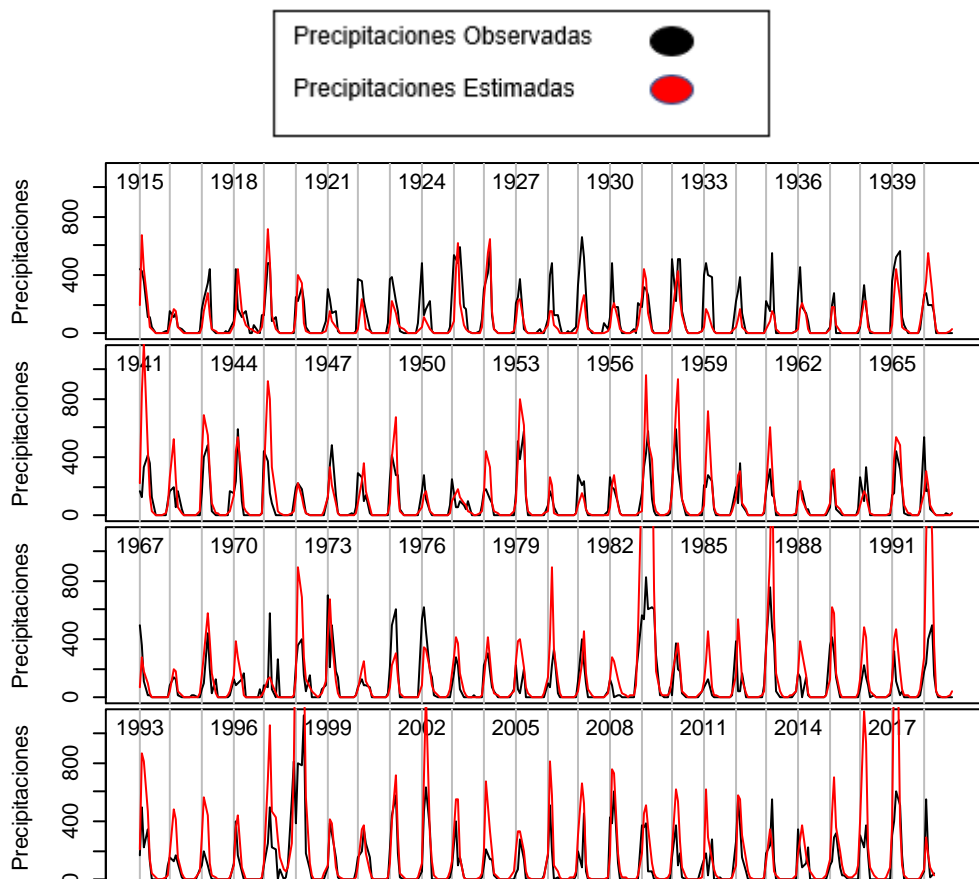 Precipitaciones Observadas
Precipitaciones Estimadas
Precipitaciones
0 400 800
1915 1918 1921 1924 1927 1930 1933 1936 1939
Precipitaciones
0 400 800
1941 1944 1947 1950 1953 1956 1959 1962 1965
Precipitaciones
0 400 800
1967 1970 1973 1976 1979 1982 1985 1988 1991
Precipitaciones
0 400 800
1993 1996 1999 2002 2005 2008 2011 2014 2017